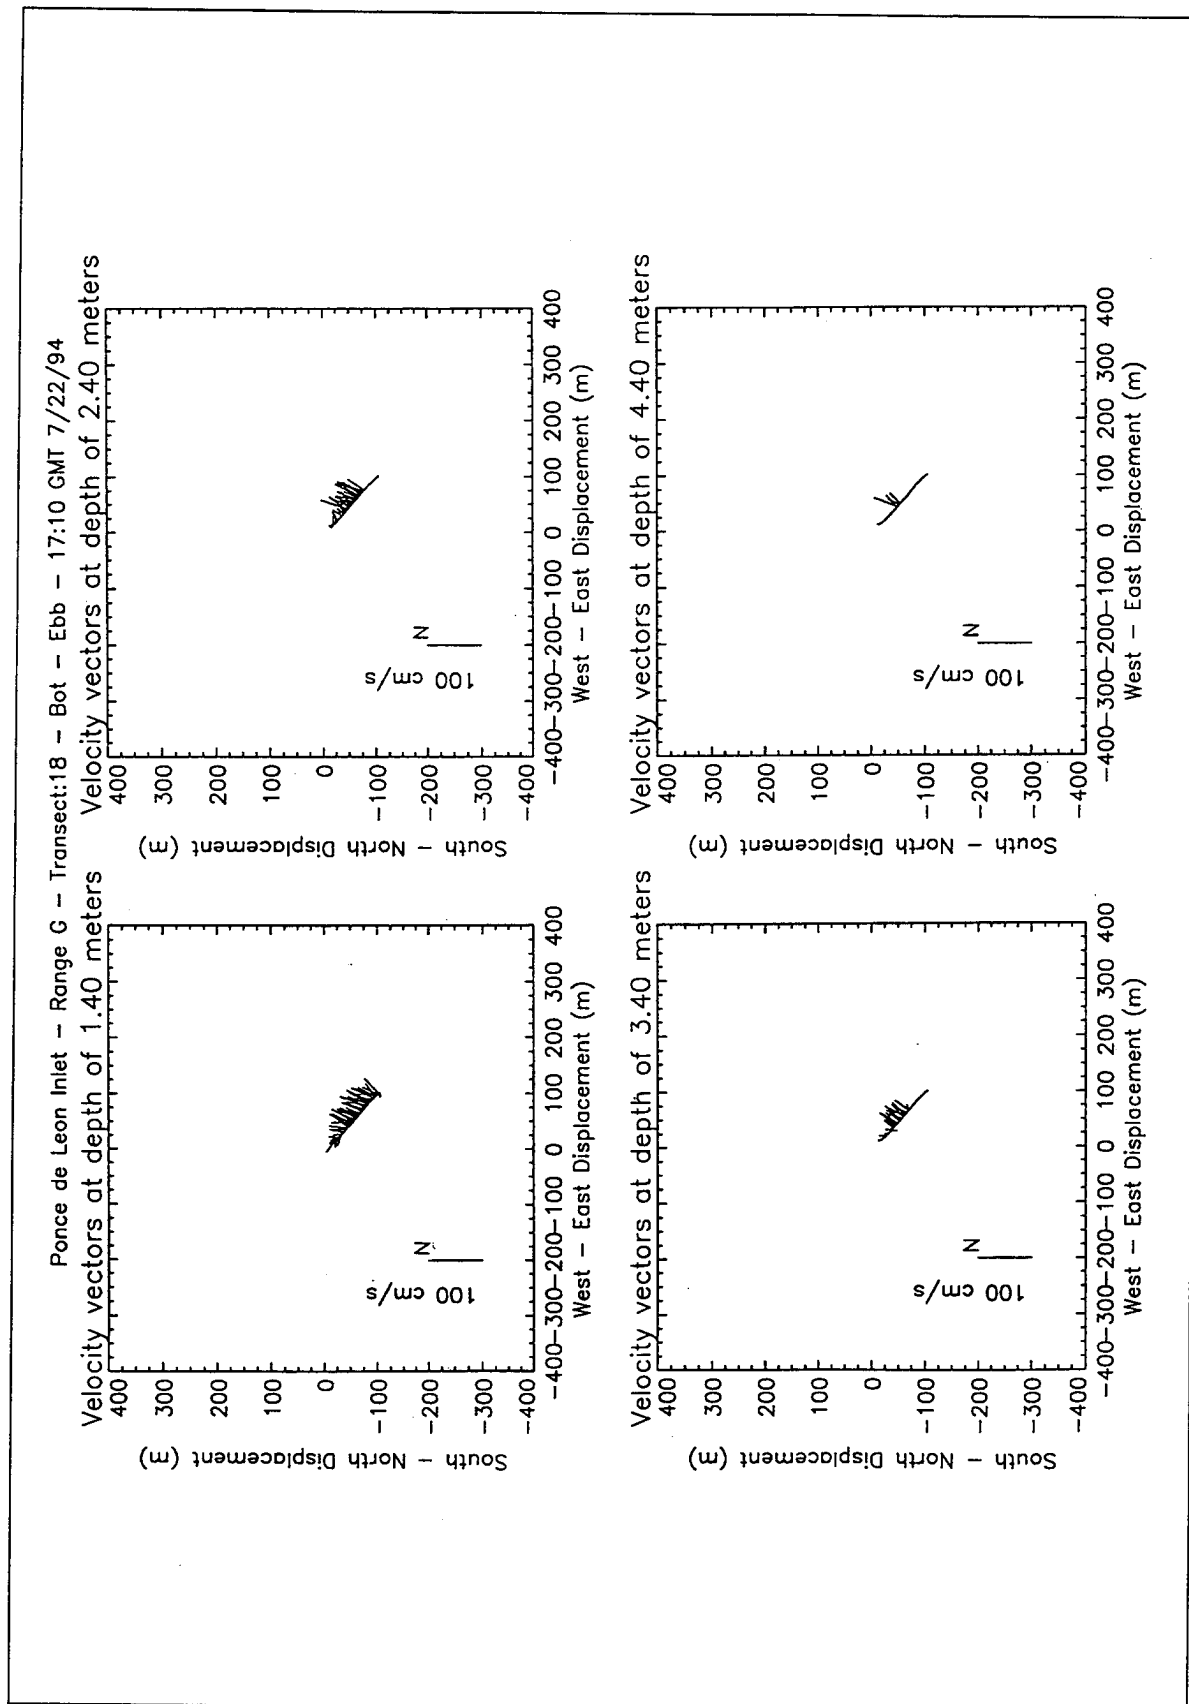 Ponce de Leon Inlet – Range G – Transect:18 – Bot – Ebb – 17:10 GMT 7/22/94
Velocity vectors at depth of 1.40 meters
400
300
200
100
0
-100
-200
-300
-400
South – North Displacement (m)
N
100 cm/s
-400-300-200-100 0 100 200 300 400
West – East Displacement (m)
Velocity vectors at depth of 2.40 meters
400
300
200
100
0
-100
-200
-300
-400
South – North Displacement (m)
N
100 cm/s
-400-300-200-100 0 100 200 300 400
West – East Displacement (m)
Velocity vectors at depth of 3.40 meters
400
300
200
100
0
-100
-200
-300
-400
South – North Displacement (m)
N
100 cm/s
-400-300-200-100 0 100 200 300 400
West – East Displacement (m)
Velocity vectors at depth of 4.40 meters
400
300
200
100
0
-100
-200
-300
-400
South – North Displacement (m)
N
100 cm/s
-400-300-200-100 0 100 200 300 400
West – East Displacement (m)